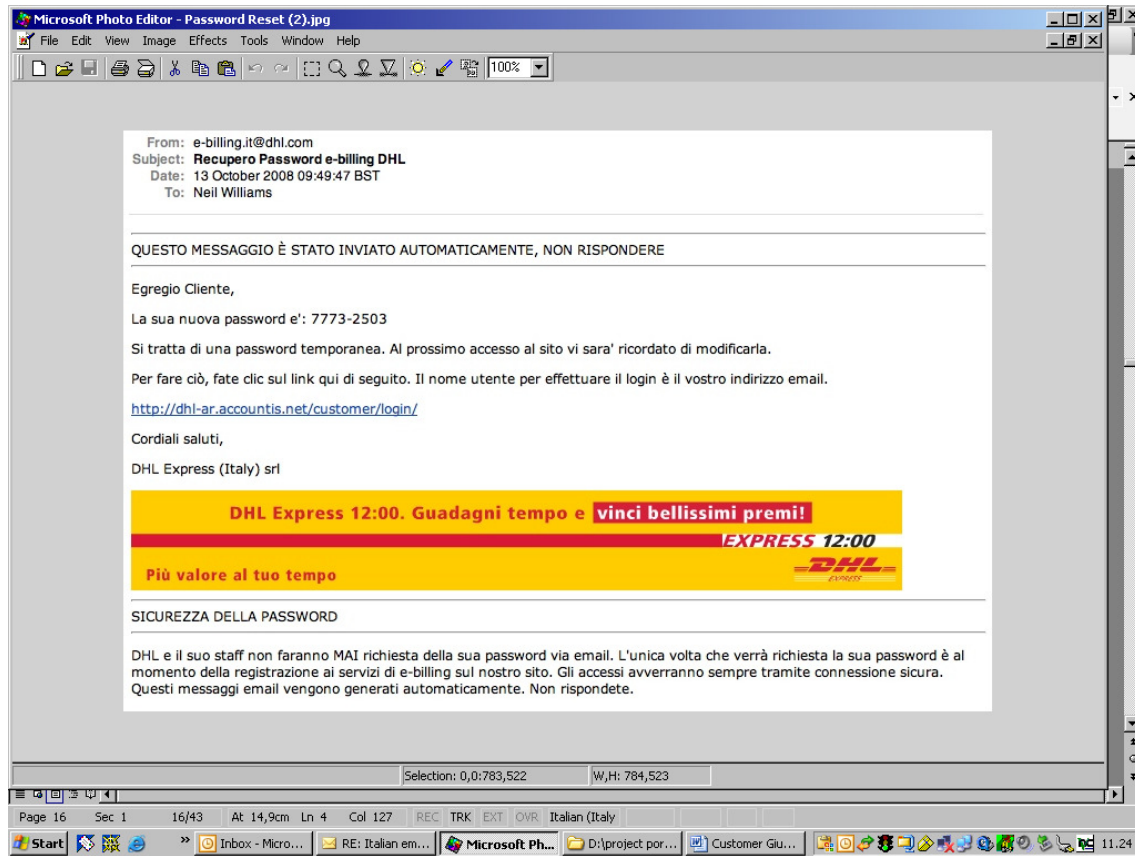 Microsoft Photo Editor - Password Reset (2).jpg
File Edit View Image Effects Tools Window Help
100%
From: e-billing.it@dhl.com
Subject: Recupero Password e-billing DHL
Date: 13 October 2008 09:49:47 BST
To: Neil Williams
QUESTO MESSAGGIO È STATO INVIATO AUTOMATICAMENTE, NON RISPONDERE
Egregio Cliente,
La sua nuova password e': 7773-2503
Si tratta di una password temporanea. Al prossimo accesso al sito vi sara' ricordato di modificarla.
Per fare ciò, fate clic sul link qui di seguito. Il nome utente per effettuare il login è il vostro indirizzo email.
http://dhl-ar.accountis.net/customer/login/
Cordiali saluti,
DHL Express (Italy) srl
DHL Express 12:00. Guadagni tempo e vinci bellissimi premi!
EXPRESS 12:00
Più valore al tuo tempo
DHL
EXPRESS
SICUREZZA DELLA PASSWORD
DHL e il suo staff non faranno MAI richiesta della sua password via email. L'unica volta che verrà richiesta la sua password è al
momento della registrazione ai servizi di e-billing sul nostro sito. Gli accessi avverranno sempre tramite connessione sicura.
Questi messaggi email vengono generati automaticamente. Non rispondete.
Selection: 0,0:783,522 W,H: 784,523
Page 16 Sec 1 16/43 At 14,9cm Ln 4 Col 127 REC TRK EXT OVR Italian (Italy
Start » Inbox - Micro... RE: Italian em... Microsoft Ph... D:\project por... Customer Giu... 11.24